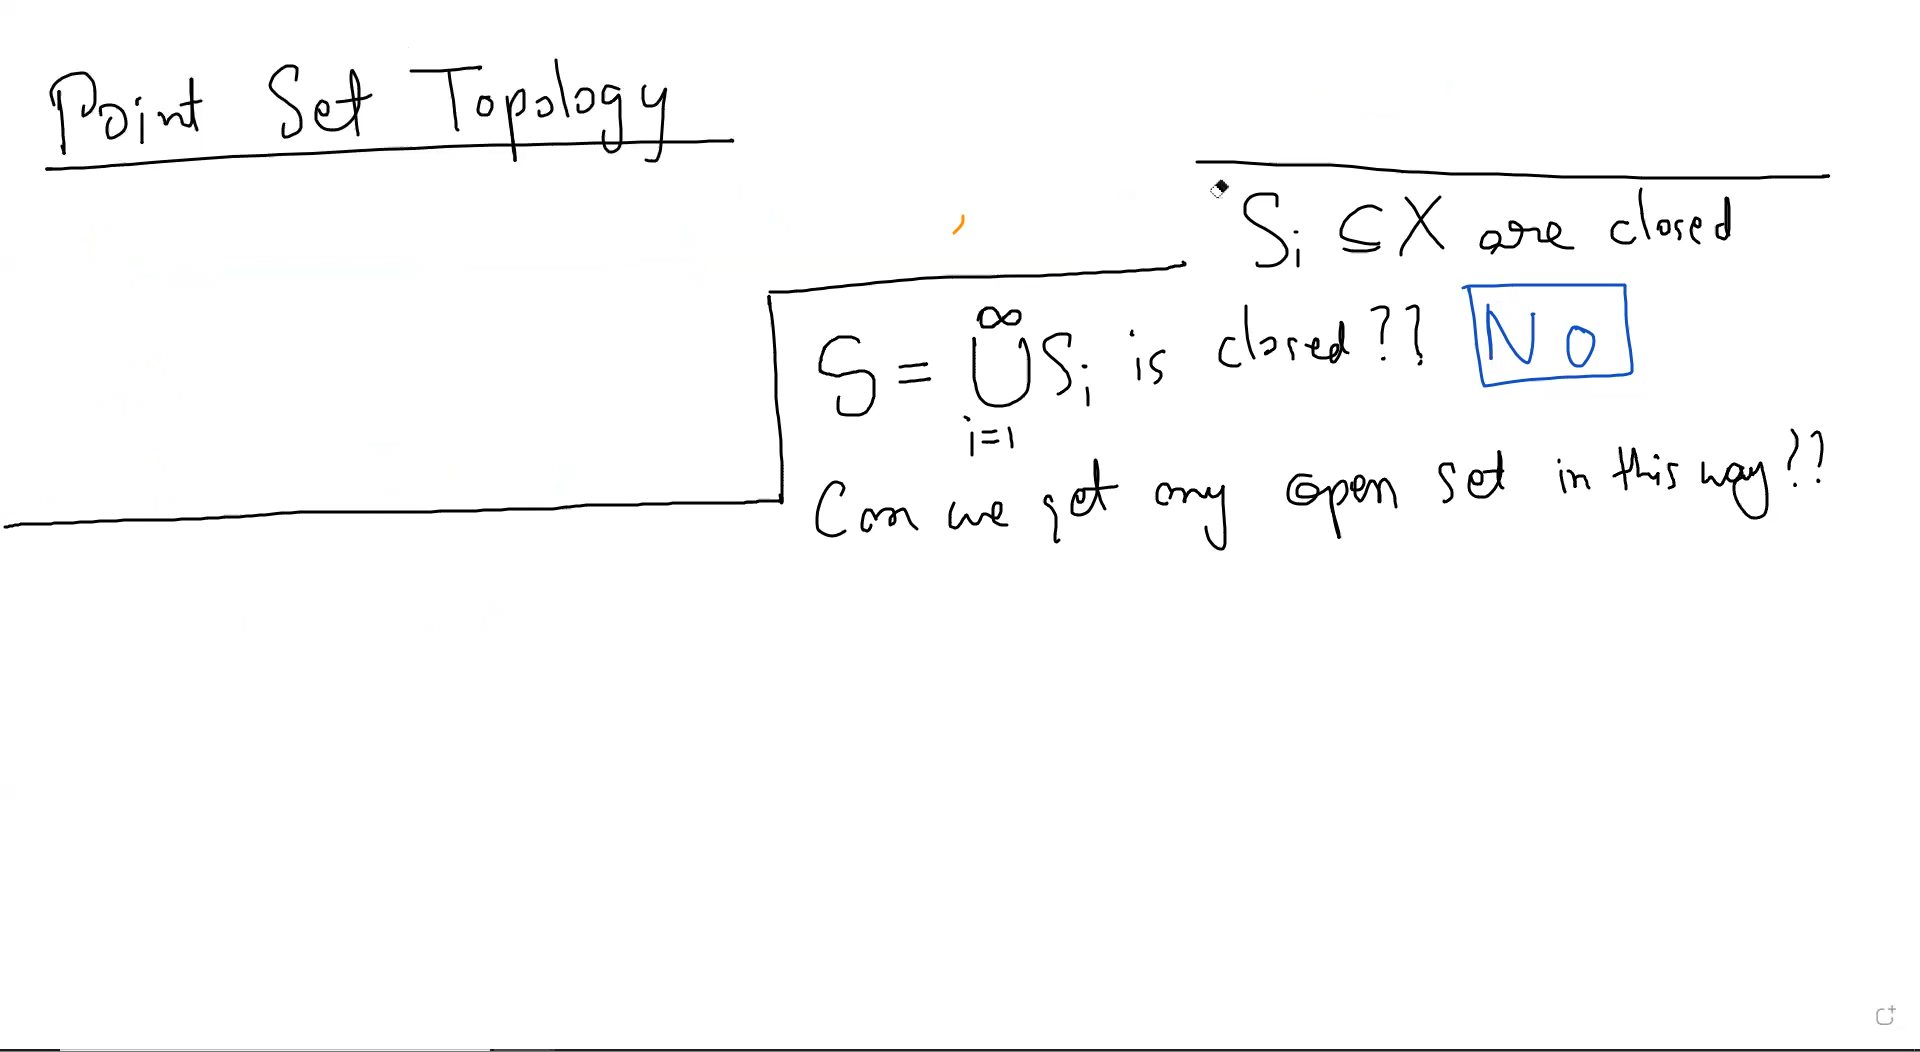 Point Set Topology
Si ⊆ X are closed
S = ∞⋃i=1 Si is closed?? No
Can we get any open set in this way??